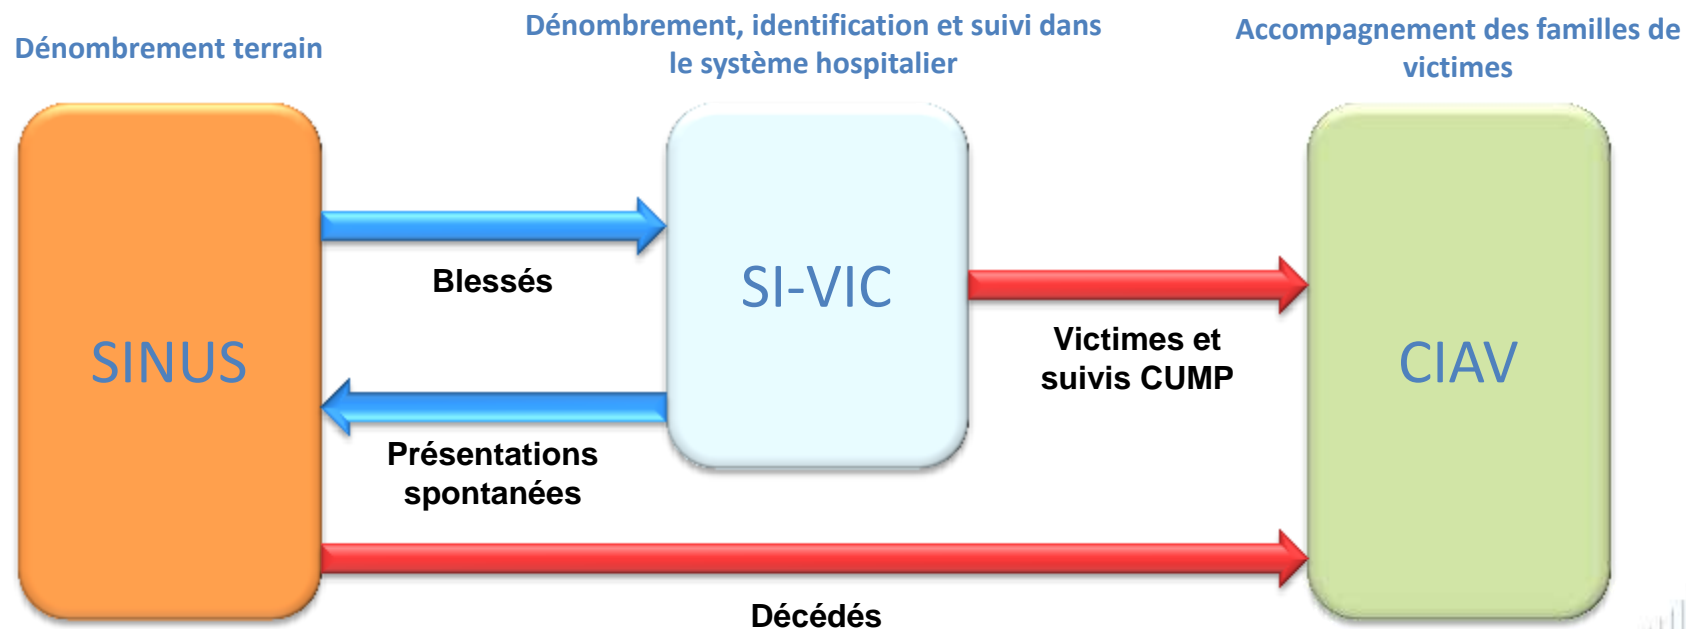 Dénombrement terrain
Dénombrement, identification et suivi dans
le système hospitalier
Accompagnement des familles de
victimes
SINUS
Blessés
Présentations
spontanées
SI-VIC
Victimes et
suivis CUMP
CIAV
Décédés